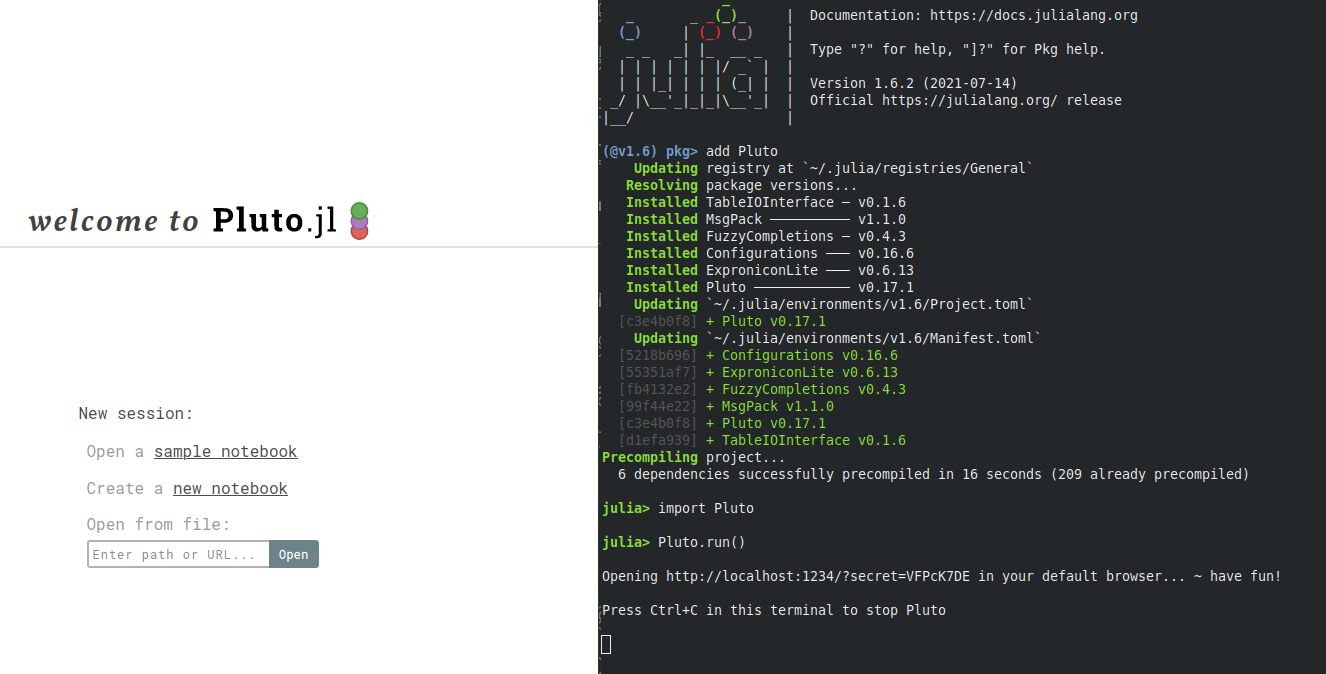 welcome to Pluto.jl
New session:
Open a sample notebook
Create a new notebook
Open from file:
Enter path or URL... Open
Documentation: https://docs.julialang.org
Type "?" for help, "]?" for Pkg help.
Version 1.6.2 (2021-07-14)
Official https://julialang.org/ release
(@v1.6) pkg> add Pluto
Updating registry at `~/.julia/registries/General`
Resolving package versions...
Installed TableIOInterface ─ v0.1.6
Installed MsgPack ────────── v1.1.0
Installed FuzzyCompletions ─ v0.4.3
Installed Configurations ─── v0.16.6
Installed ExproniconLite ─── v0.6.13
Installed Pluto ──────────── v0.17.1
Updating `~/.julia/environments/v1.6/Project.toml`
[c3e4b0f8] + Pluto v0.17.1
Updating `~/.julia/environments/v1.6/Manifest.toml`
[5218b696] + Configurations v0.16.6
[55351af7] + ExproniconLite v0.6.13
[fb4132e2] + FuzzyCompletions v0.4.3
[99f44e22] + MsgPack v1.1.0
[c3e4b0f8] + Pluto v0.17.1
[d1efa939] + TableIOInterface v0.1.6
Precompiling project...
6 dependencies successfully precompiled in 16 seconds (209 already precompiled)
julia> import Pluto
julia> Pluto.run()
Opening http://localhost:1234/?secret=VFPcK7DE in your default browser... ~ have fun!
Press Ctrl+C in this terminal to stop Pluto